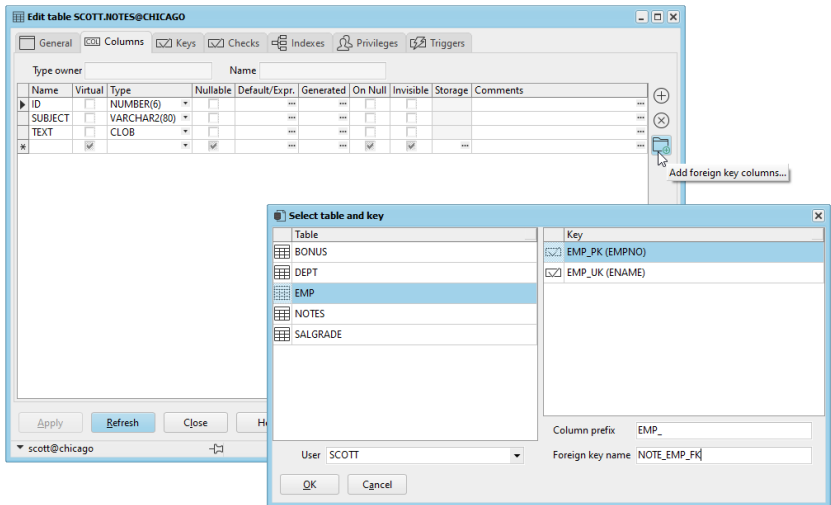 Edit table SCOTT.NOTES@CHICAGO
General COL Columns Keys Checks Indexes Privileges Triggers
Type owner Name
Name Virtual Type Nullable Default/Expr. Generated On Null Invisible Storage Comments
ID NUMBER(6)
SUBJECT VARCHAR2(80)
TEXT CLOB
Add foreign key columns...
Apply Refresh Close He
scott@chicago
Select table and key
Table Key
BONUS EMP_PK (EMPNO)
DEPT EMP_UK (ENAME)
EMP
NOTES
SALGRADE
Column prefix EMP_
User SCOTT Foreign key name NOTE_EMP_FK
OK Cancel